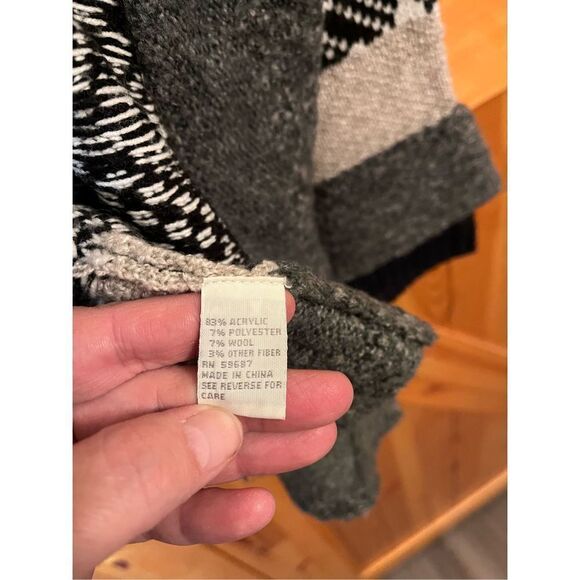 83% ACRYLIC
7% POLYESTER
7% WOOL
3% OTHER FIBER
RN 59687
MADE IN CHINA
SEE REVERSE FOR
CARE